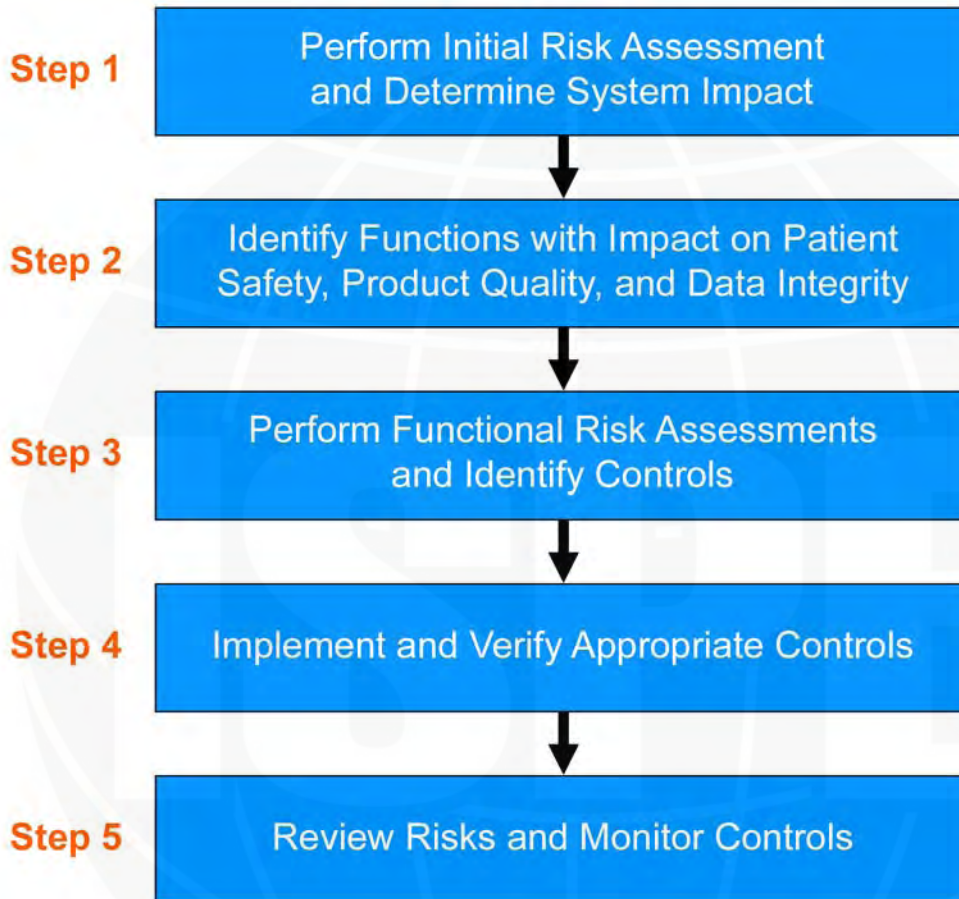 Step 1
Perform Initial Risk Assessment
and Determine System Impact
Step 2
Identify Functions with Impact on Patient
Safety, Product Quality, and Data Integrity
Step 3
Perform Functional Risk Assessments
and Identify Controls
Step 4
Implement and Verify Appropriate Controls
Step 5
Review Risks and Monitor Controls
ISPE